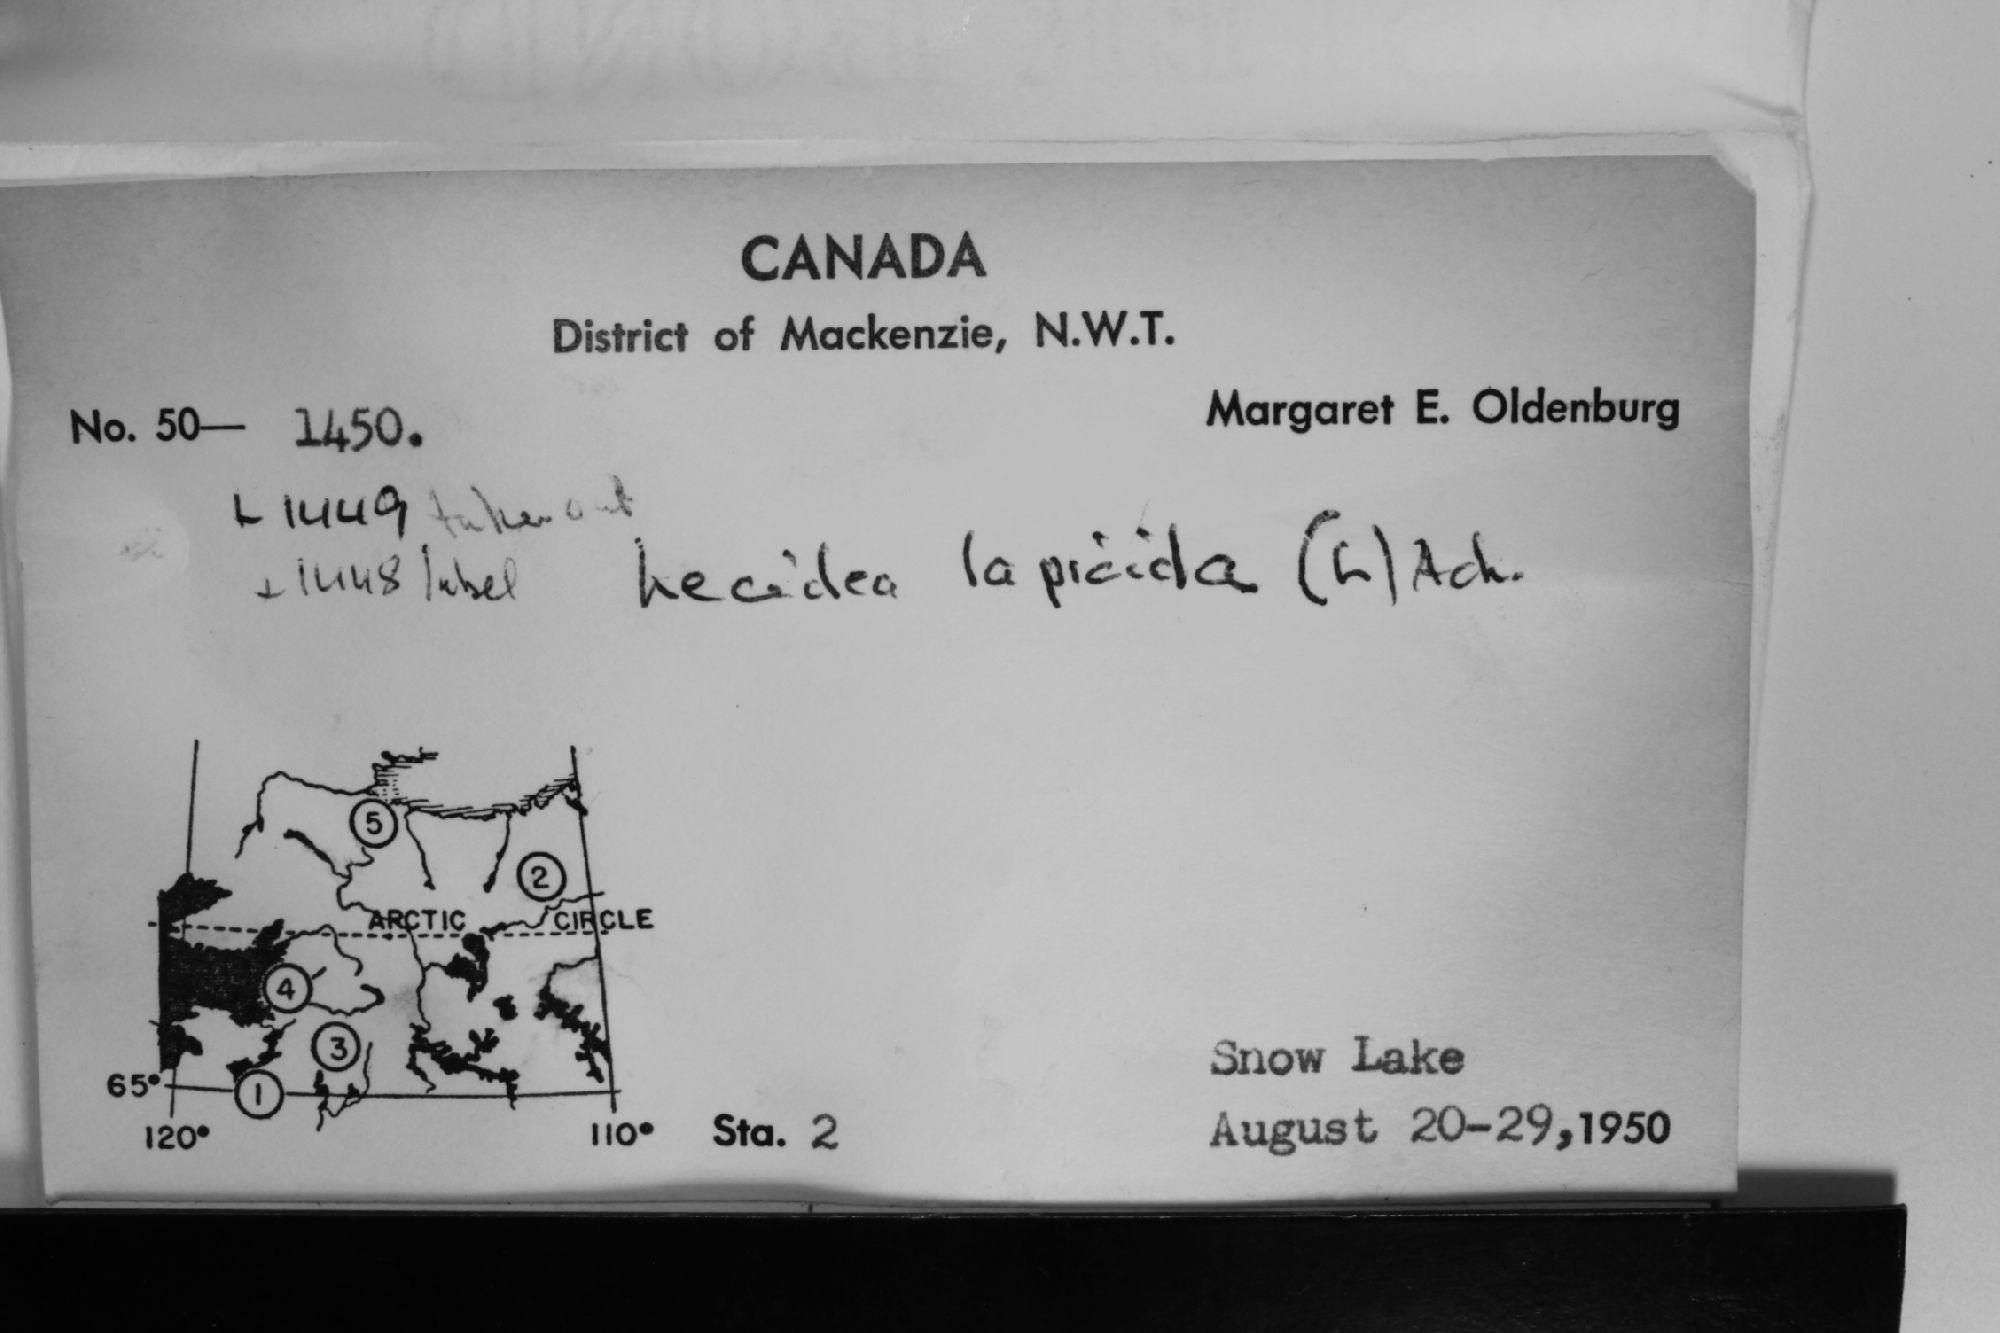 CANADA
District of Mackenzie, N.W.T.
No. 50— 1450.
Margaret E. Oldenburg
+ 1449 taken out
+ 1448 label
Lecidea lapicida (L) Ach.
5
2
ARCTIC CIRCLE
4
3
65°
1
120°
110°
Sta. 2
Snow Lake
August 20-29, 1950